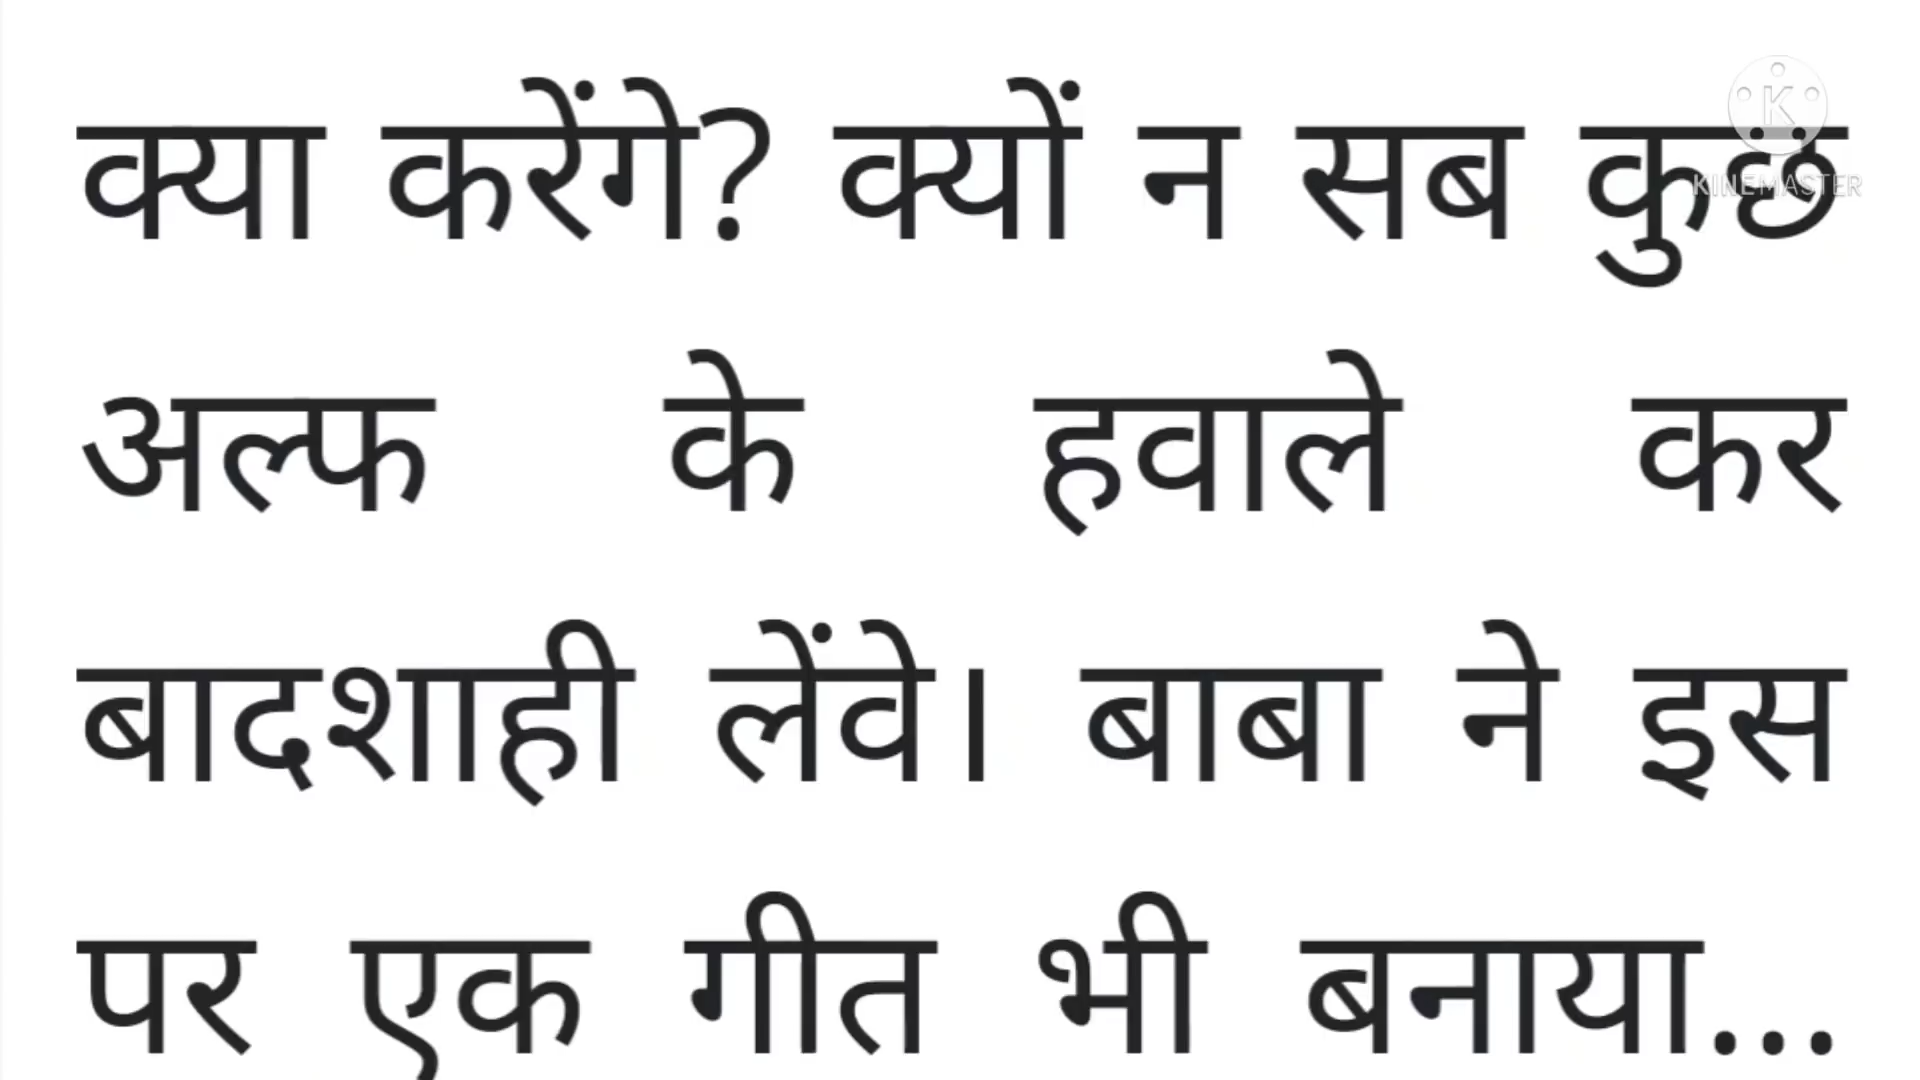 क्या करेंगे? क्यों न सब कुछ
KINEMASTER
अल्फ के हवाले कर
बादशाही लेंवे। बाबा ने इस
पर एक गीत भी बनाया...